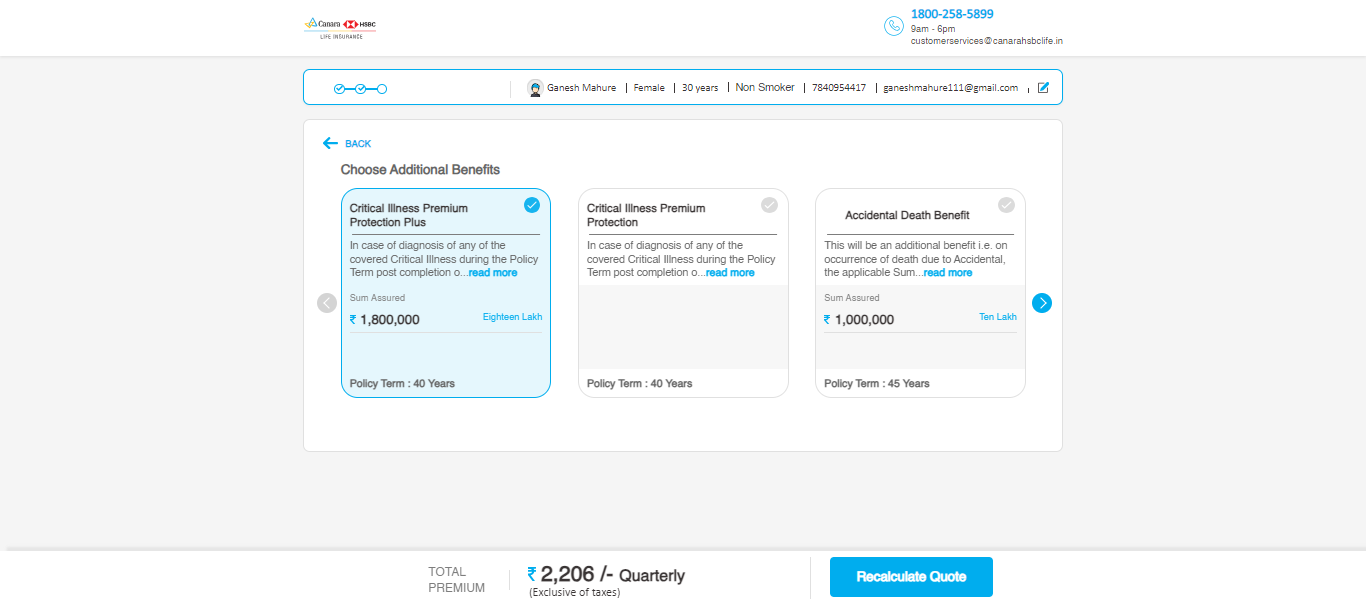 Canara HSBC
LIFE INSURANCE
1800-258-5899
9am - 6pm
customerservices@canarahsbclife.in
Ganesh Mahure | Female | 30 years | Non Smoker | 7840954417 | ganeshmahure111@gmail.com
BACK
Choose Additional Benefits
Critical Illness Premium
Protection Plus
In case of diagnosis of any of the
covered Critical Illness during the Policy
Term post completion o...read more
Sum Assured
₹ 1,800,000 Eighteen Lakh
Policy Term : 40 Years
Critical Illness Premium
Protection
In case of diagnosis of any of the
covered Critical Illness during the Policy
Term post completion o...read more
Policy Term : 40 Years
Accidental Death Benefit
This will be an additional benefit i.e. on
occurrence of death due to Accidental,
the applicable Sum...read more
Sum Assured
₹ 1,000,000 Ten Lakh
Policy Term : 45 Years
TOTAL
PREMIUM
₹ 2,206 /- Quarterly
(Exclusive of taxes)
Recalculate Quote